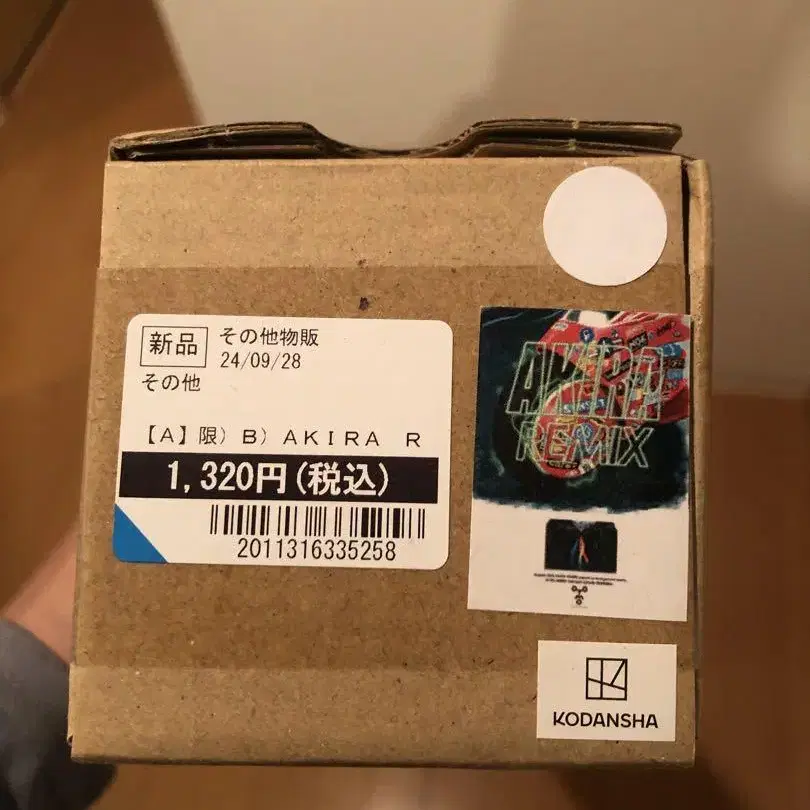 新品
その他物販
24/09/28
その他
【A】限）B）AKIRA R
1,320円(税込)
2011316335258
AKIRA
REMIX
KODANSHA